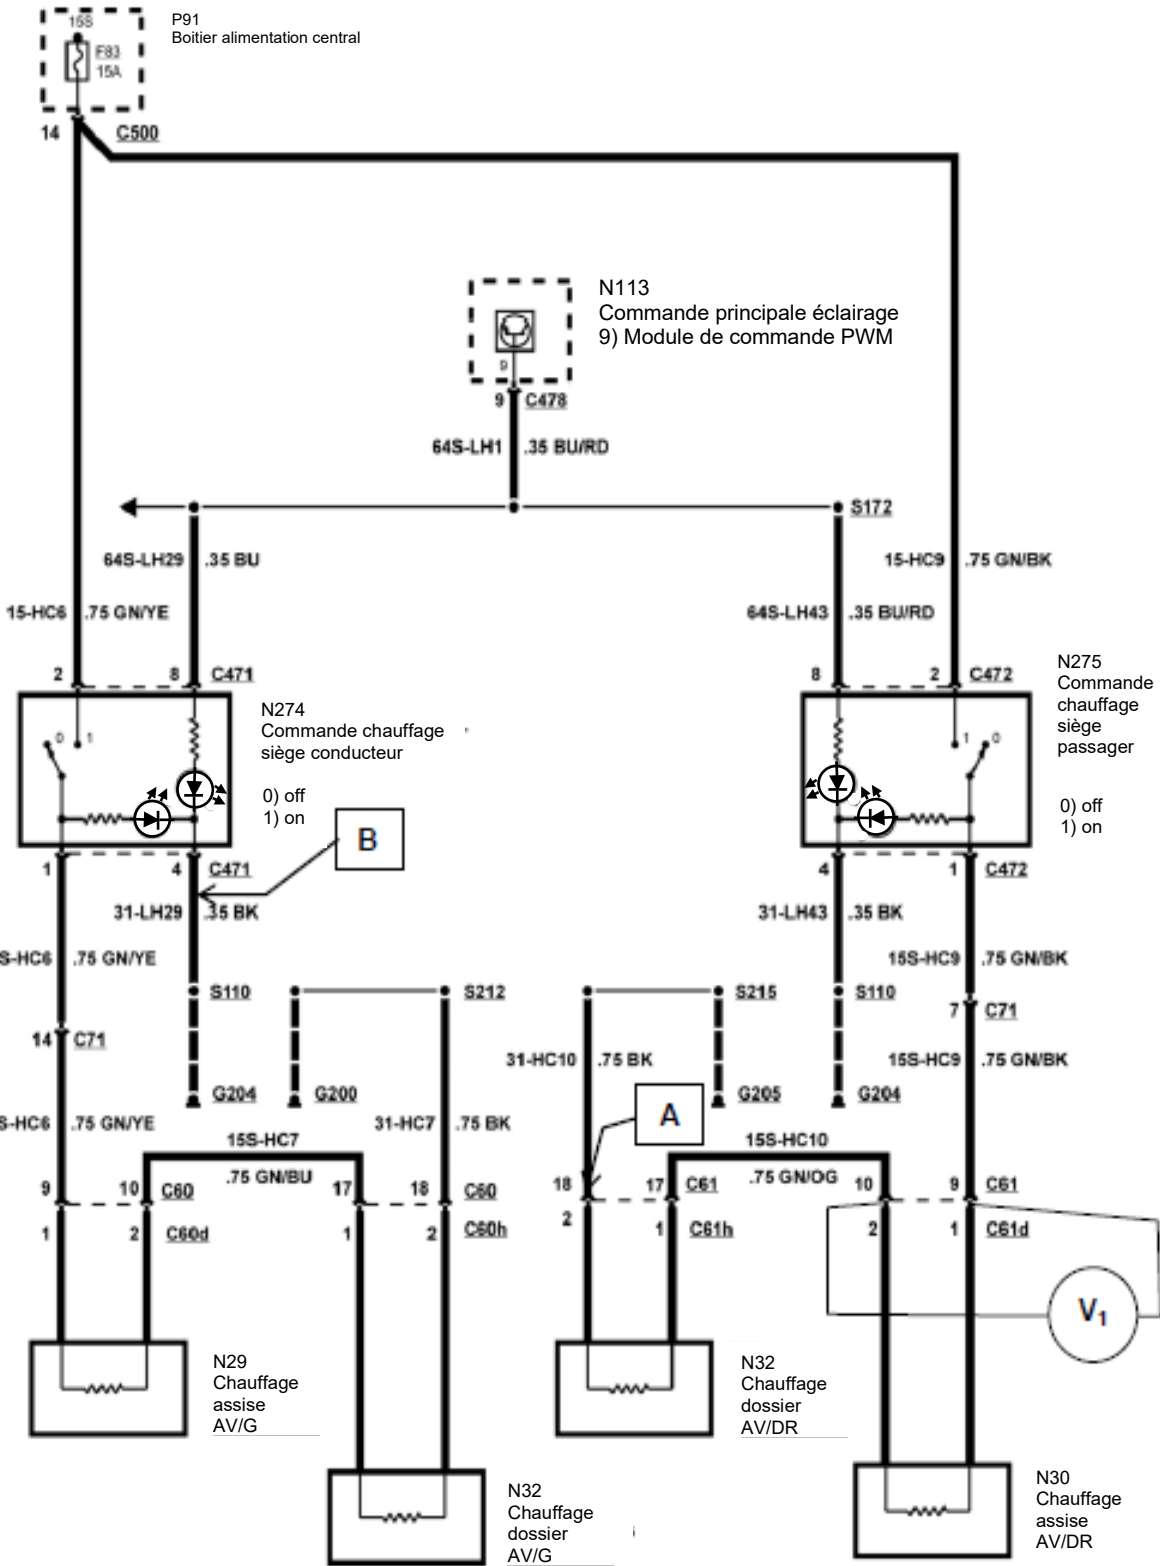 15S
P91
Boitier alimentation central
F83
15A
14
C500
N113
Commande principale éclairage
9) Module de commande PWM
9
9
C478
64S-LH1
.35 BU/RD
S172
64S-LH29
.35 BU
15-HC9
.75 GN/BK
15-HC6
.75 GN/YE
64S-LH43
.35 BU/RD
2
8
C471
8
2
C472
N274
Commande chauffage
siège conducteur
0) off
1) on
N275
Commande
chauffage
siège
passager
0) off
1) on
0
1
1
0
B
1
4
C471
4
1
C472
31-LH29
.35 BK
31-LH43
.35 BK
S-HC6
.75 GN/YE
15S-HC9
.75 GN/BK
S110
S212
S215
S110
14
C71
7
C71
31-HC10
.75 BK
15S-HC9
.75 GN/BK
G204
G200
G205
G204
A
S-HC6
.75 GN/YE
15S-HC7
31-HC7
.75 BK
15S-HC10
.75 GN/BU
.75 GN/OG
9
10
C60
17
18
C60
18
17
C61
10
9
C61
1
2
C60d
1
2
C60h
2
1
C61h
2
1
C61d
V1
N29
Chauffage
assise
AV/G
N32
Chauffage
dossier
AV/DR
N32
Chauffage
dossier
AV/G
N30
Chauffage
assise
AV/DR